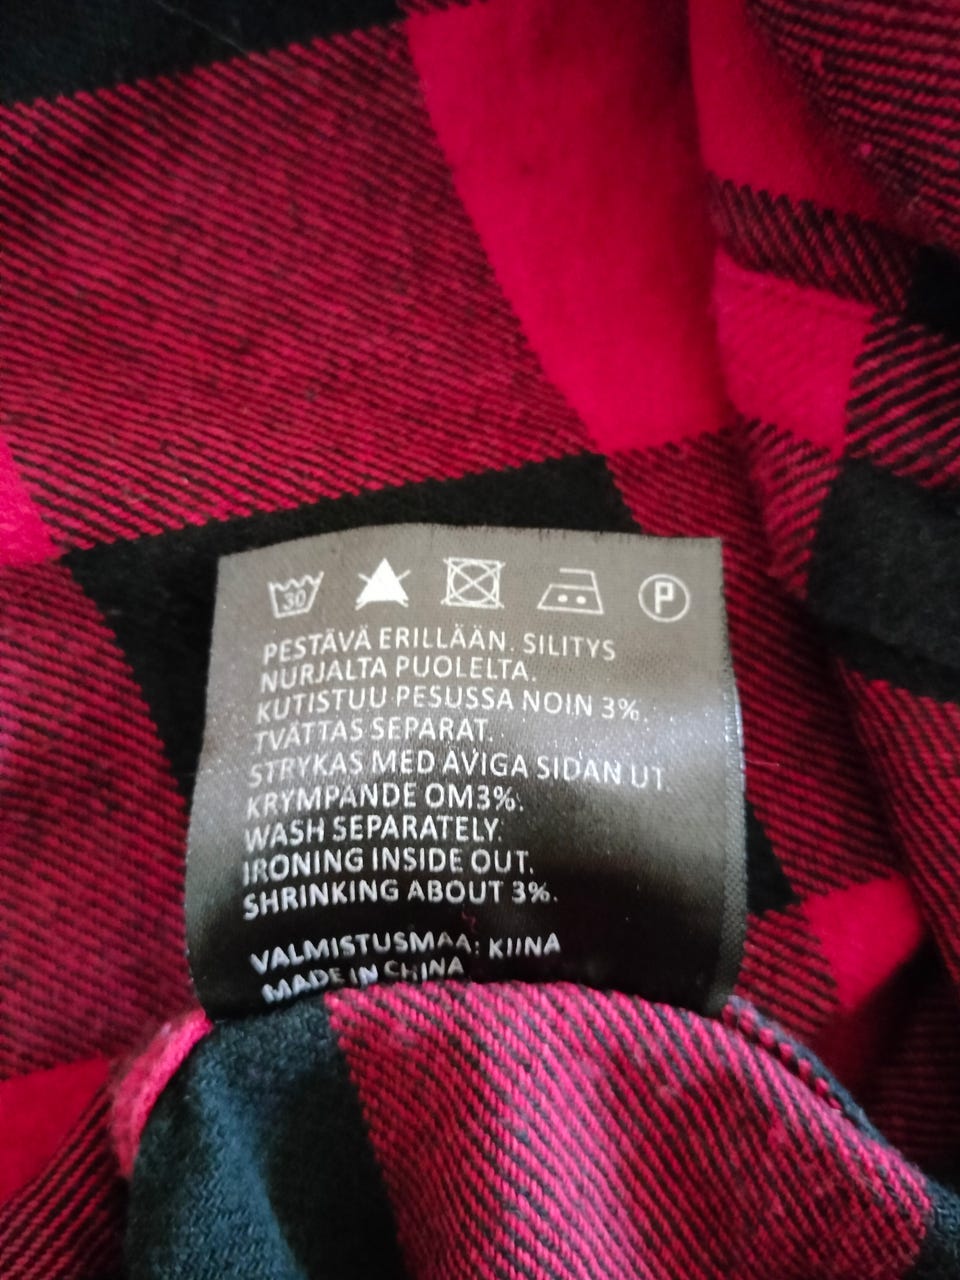 30
P
PESTÄVÄ ERILLÄÄN. SILITYS
NURJALTA PUOLELTA.
KUTISTUU PESUSSA NOIN 3%.
TVÄTTAS SEPARAT.
STRYKAS MED AVIGA SIDAN UT.
KRYMPANDE OM3%.
WASH SEPARATELY.
IRONING INSIDE OUT.
SHRINKING ABOUT 3%.
VALMISTUSMAA: KIINA
MADE IN CHINA